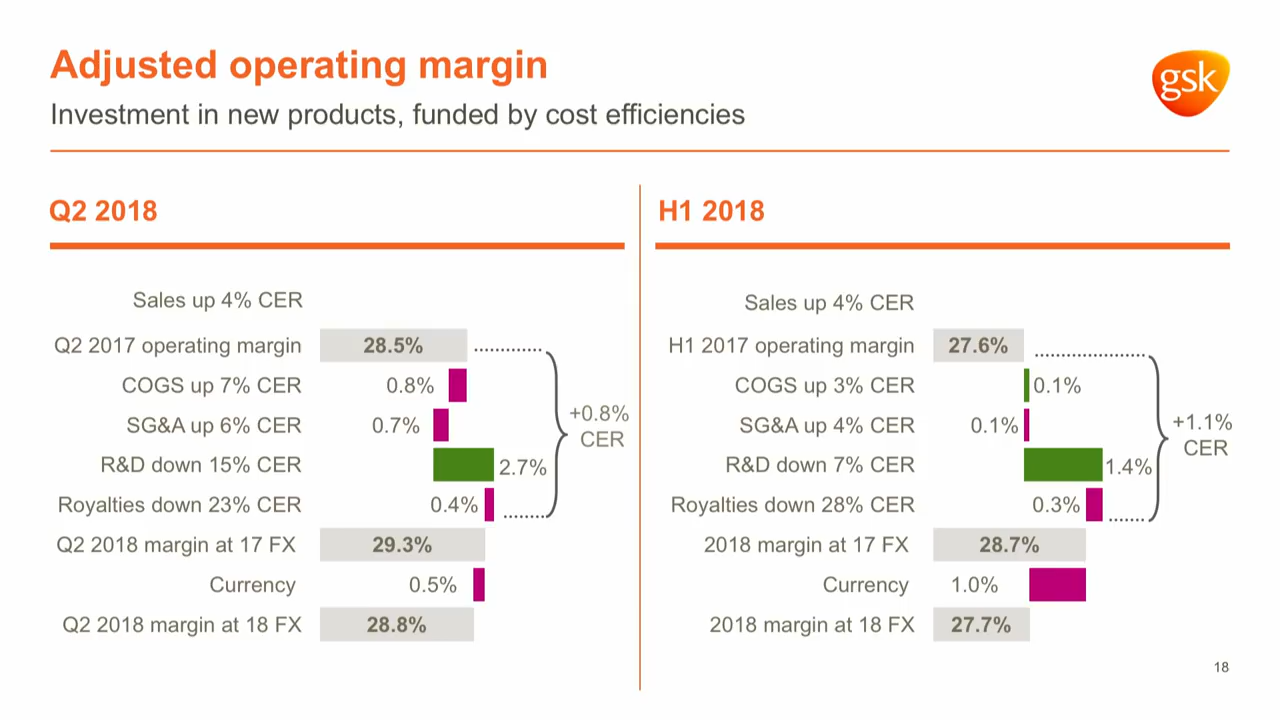 Adjusted operating margin
gsk
Investment in new products, funded by cost efficiencies
Q2 2018
Sales up 4% CER
Q2 2017 operating margin 28.5%
COGS up 7% CER 0.8%
SG&A up 6% CER 0.7%
R&D down 15% CER 2.7%
Royalties down 23% CER 0.4%
+0.8%
CER
Q2 2018 margin at 17 FX 29.3%
Currency 0.5%
Q2 2018 margin at 18 FX 28.8%
H1 2018
Sales up 4% CER
H1 2017 operating margin 27.6%
COGS up 3% CER 0.1%
SG&A up 4% CER 0.1%
R&D down 7% CER 1.4%
Royalties down 28% CER 0.3%
+1.1%
CER
2018 margin at 17 FX 28.7%
Currency 1.0%
2018 margin at 18 FX 27.7%
18